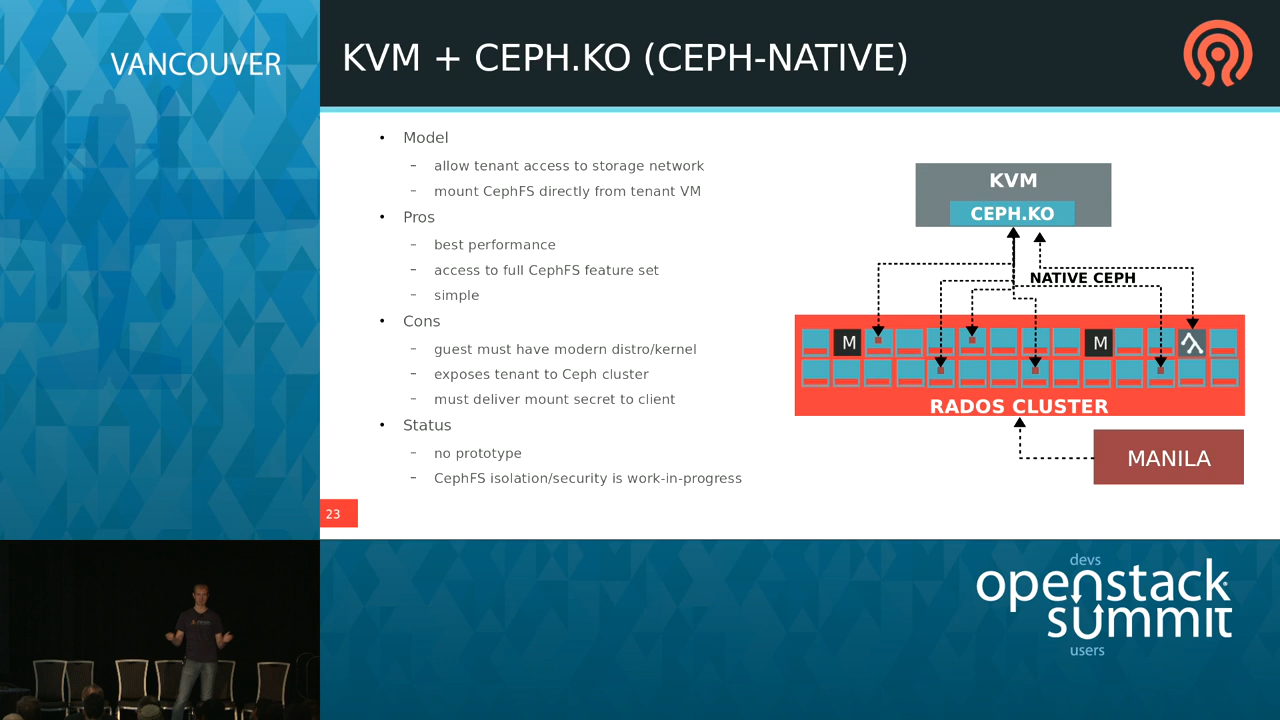 VANCOUVER
KVM + CEPH.KO (CEPH-NATIVE)
• Model
– allow tenant access to storage network
– mount CephFS directly from tenant VM
• Pros
– best performance
– access to full CephFS feature set
– simple
• Cons
– guest must have modern distro/kernel
– exposes tenant to Ceph cluster
– must deliver mount secret to client
• Status
– no prototype
– CephFS isolation/security is work-in-progress
23
KVM
CEPH.KO
NATIVE CEPH
M
M
RADOS CLUSTER
MANILA
devs
openstack
summit
users